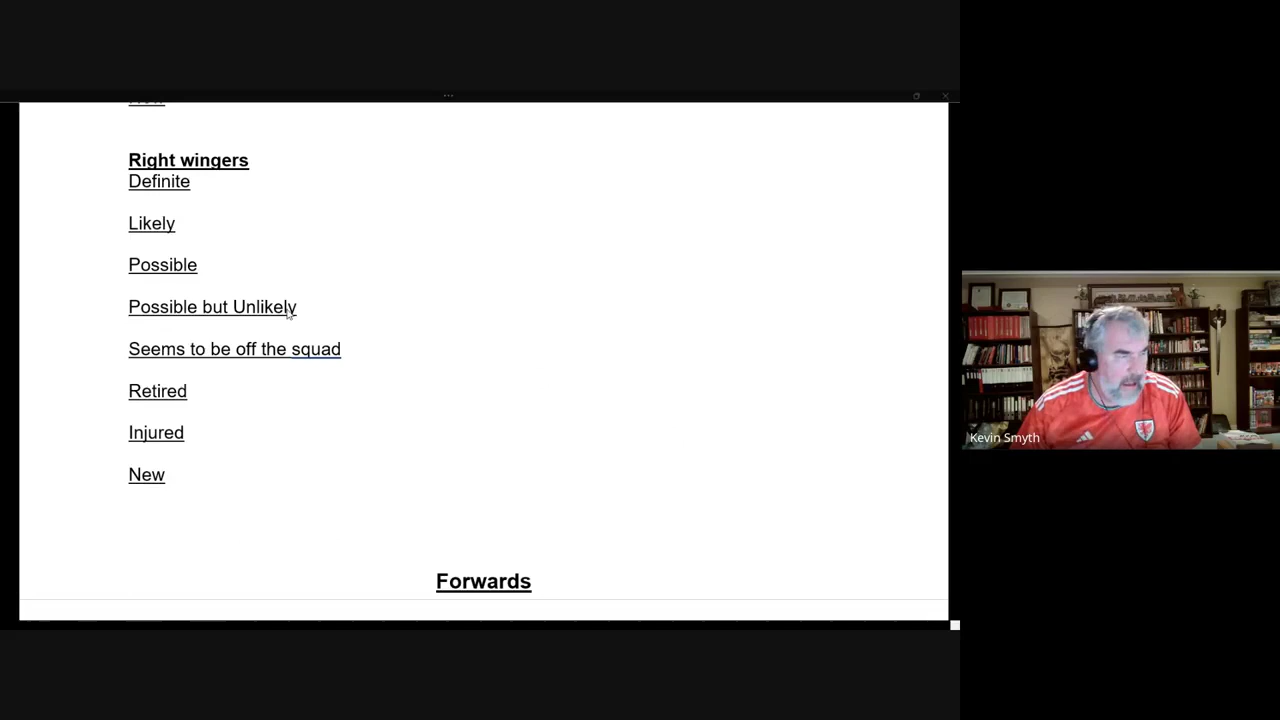 Right wingers
Definite
Likely
Possible
Possible but Unlikely
Seems to be off the squad
Retired
Injured
New
Forwards
Kevin Smyth